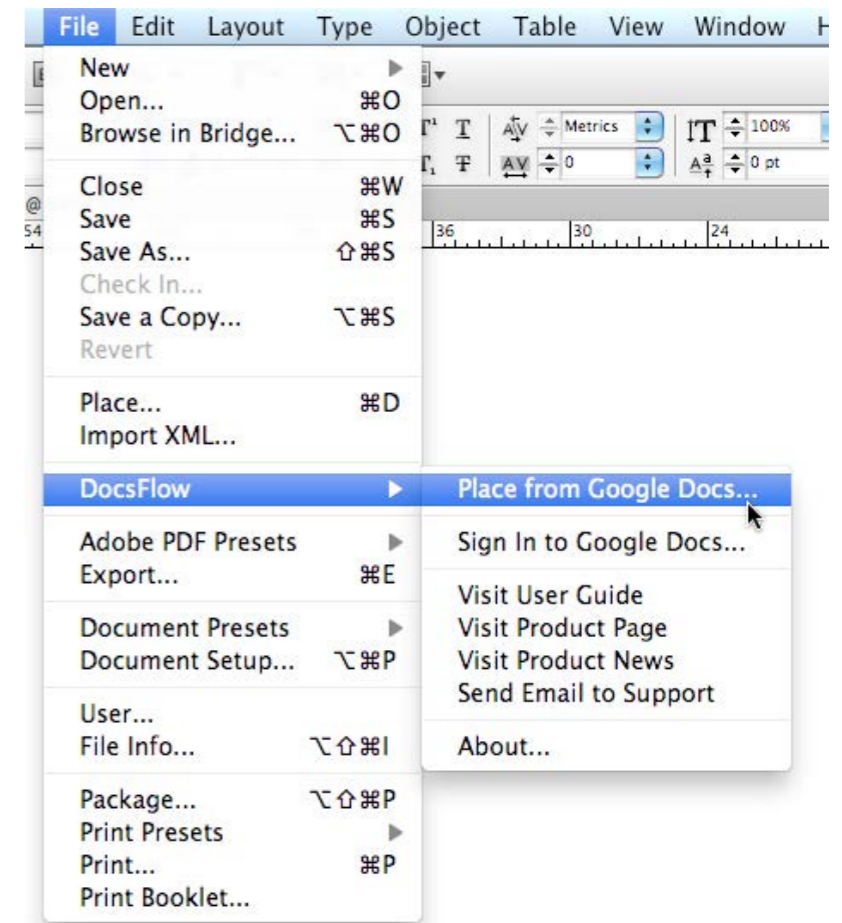 File Edit Layout Type Object Table View Window H
New
Open... ⌘O
Browse in Bridge... ⌥⌘O
Metrics 100%
0 0 pt
Close ⌘W
Save ⌘S
@
54 36 30 24
Save As... ⇧⌘S
Check In...
Save a Copy... ⌥⌘S
Revert
Place... ⌘D
Import XML...
DocsFlow
Place from Google Docs...
Sign In to Google Docs...
Visit User Guide
Visit Product Page
Visit Product News
Send Email to Support
About...
Adobe PDF Presets
Export... ⌘E
Document Presets
Document Setup... ⌥⌘P
User...
File Info... ⌥⇧⌘I
Package... ⌥⇧⌘P
Print Presets
Print... ⌘P
Print Booklet...